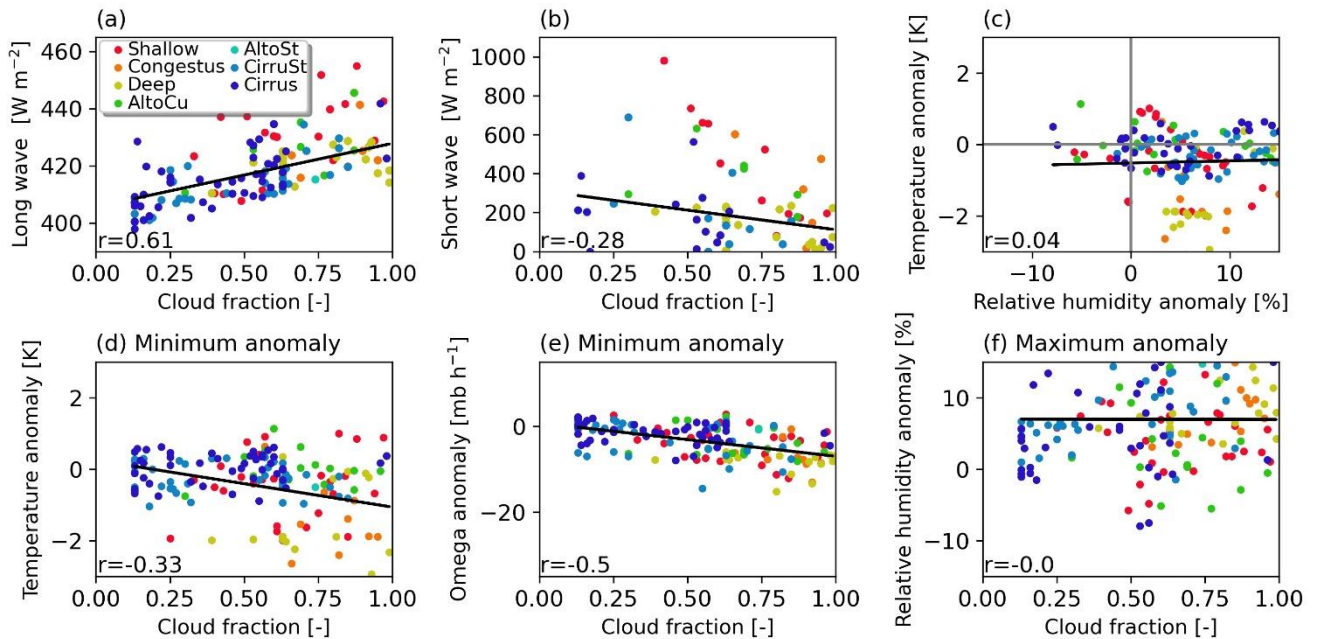 (a)
460
440
420
400
Long wave [W m−2]
Shallow
Congestus
Deep
AltoCu
AltoSt
CirruSt
Cirrus
r=0.61
0.00 0.25 0.50 0.75 1.00
Cloud fraction [-]
(b)
1000
800
600
400
200
0
Short wave [W m−2]
r=-0.28
0.00 0.25 0.50 0.75 1.00
Cloud fraction [-]
(c)
2
0
−2
Temperature anomaly [K]
r=0.04
−10 0 10
Relative humidity anomaly [%]
(d) Minimum anomaly
2
0
−2
Temperature anomaly [K]
r=-0.33
0.00 0.25 0.50 0.75 1.00
Cloud fraction [-]
(e) Minimum anomaly
0
−20
Omega anomaly [mb h−1]
r=-0.5
0.00 0.25 0.50 0.75 1.00
Cloud fraction [-]
(f) Maximum anomaly
10
0
−10
Relative humidity anomaly [%]
r=-0.0
0.00 0.25 0.50 0.75 1.00
Cloud fraction [-]